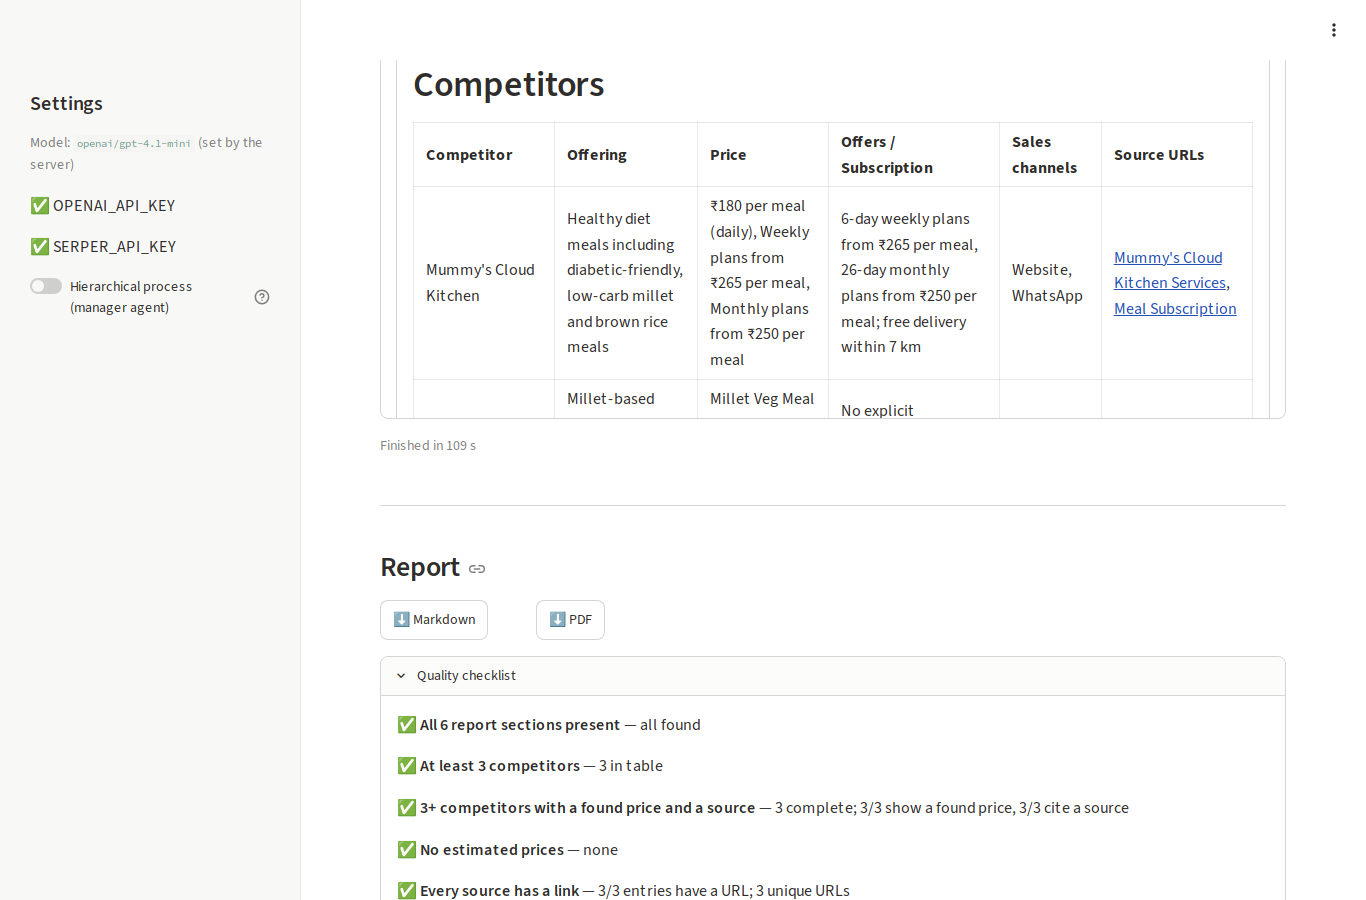 Settings
Model: openai/gpt-4.1-mini (set by the
server)
✅ OPENAI_API_KEY
✅ SERPER_API_KEY
Hierarchical process
(manager agent)
Competitors
Competitor
Offering
Price
Offers /
Subscription
Sales
channels
Source URLs
Mummy's Cloud
Kitchen
Healthy diet
meals including
diabetic-friendly,
low-carb millet
and brown rice
meals
₹180 per meal
(daily), Weekly
plans from
₹265 per meal,
Monthly plans
from ₹250 per
meal
6-day weekly plans
from ₹265 per meal,
26-day monthly
plans from ₹250 per
meal; free delivery
within 7 km
Website,
WhatsApp
Mummy's Cloud
Kitchen Services,
Meal Subscription
Millet-based
Millet Veg Meal
No explicit
Finished in 109 s
Report
⬇️ Markdown
⬇️ PDF
Quality checklist
✅ All 6 report sections present — all found
✅ At least 3 competitors — 3 in table
✅ 3+ competitors with a found price and a source — 3 complete; 3/3 show a found price, 3/3 cite a source
✅ No estimated prices — none
✅ Every source has a link — 3/3 entries have a URL; 3 unique URLs